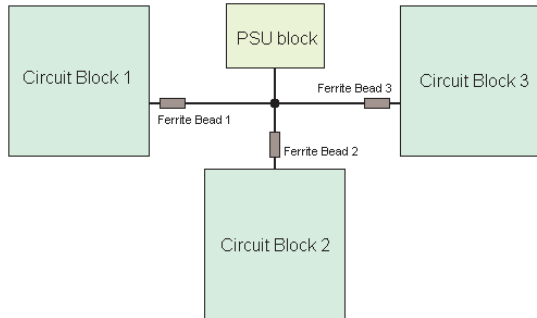 PSU block
Circuit Block 1
Circuit Block 3
Ferrite Bead 3
Ferrite Bead 1
Ferrite Bead 2
Circuit Block 2